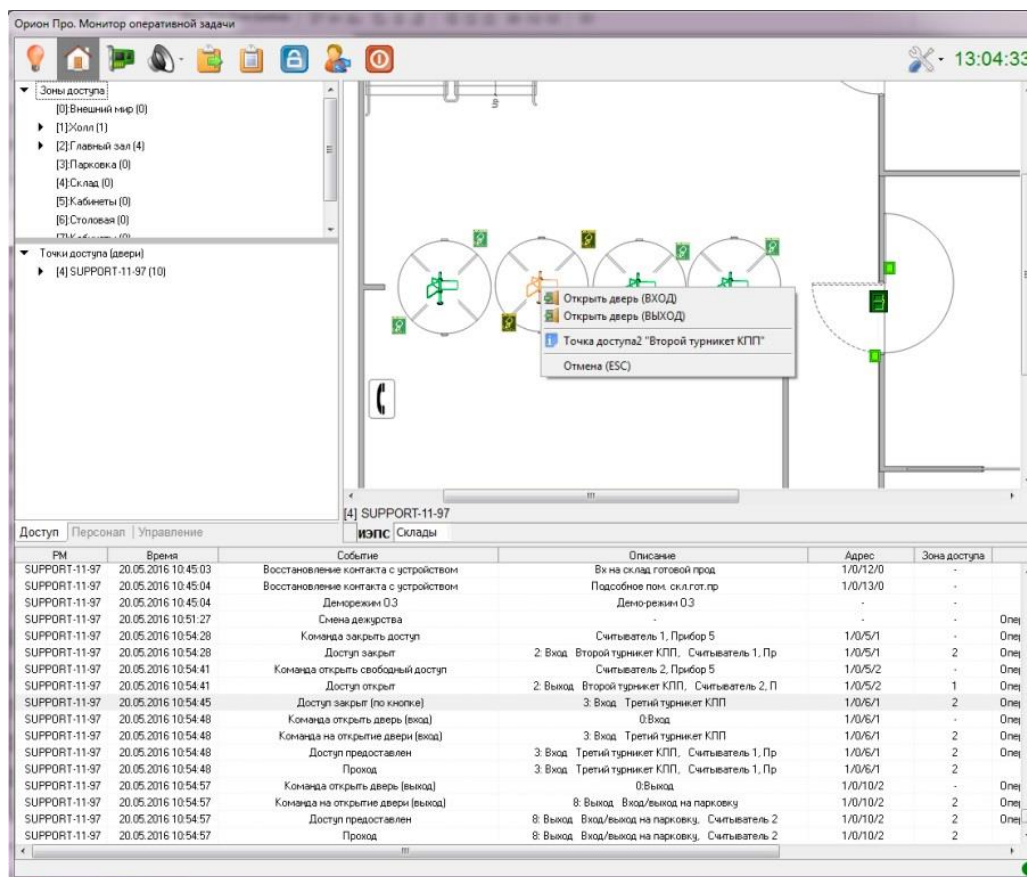 Орион Про. Монитор оперативной задачи
13:04:33
Зоны доступа
[0]:Внешний мир (0)
[1]:Холл (1)
[2]:Главный зал (4)
[3]:Парковка (0)
[4]:Склад (0)
[5]:Кабинеты (0)
[6]:Столовая (0)
[7]:Кабинеты (0)
Точки доступа (двери)
[4] SUPPORT-11-97 (10)
Up
Открыть дверь (ВХОД)
Открыть дверь (ВЫХОД)
Точка доступа2 "Второй турникет КПП"
Отмена (ESC)
[4] SUPPORT-11-97
Доступ Персонал Управление
ИЭПС Склады
РМ Время Событие Описание Адрес Зона доступа
SUPPORT-11-97 20.05.2016 10:45:03 Восстановление контакта с устройством Вх на склад готовой прод 1/0/12/0 -
SUPPORT-11-97 20.05.2016 10:45:04 Восстановление контакта с устройством Подсобное пом. скл.гот.пр 1/0/13/0 -
SUPPORT-11-97 20.05.2016 10:45:04 Деморежим 0.3 Демо-режим 0.3 - -
SUPPORT-11-97 20.05.2016 10:51:27 Смена дежурства - - - Опер
SUPPORT-11-97 20.05.2016 10:54:28 Команда закрыть доступ Считыватель 1, Прибор 5 1/0/5/1 - Опер
SUPPORT-11-97 20.05.2016 10:54:28 Доступ закрыт 2: Вход Второй турникет КПП, Считыватель 1, Пр 1/0/5/1 2 Опер
SUPPORT-11-97 20.05.2016 10:54:41 Команда открыть свободный доступ Считыватель 2, Прибор 5 1/0/5/2 - Опер
SUPPORT-11-97 20.05.2016 10:54:41 Доступ открыт 2: Выход Второй турникет КПП, Считыватель 2, П 1/0/5/2 1 Опер
SUPPORT-11-97 20.05.2016 10:54:45 Доступ закрыт (по кнопке) 3: Вход Третий турникет КПП 1/0/6/1 2 Опер
SUPPORT-11-97 20.05.2016 10:54:48 Команда открыть дверь (вход) 0:Вход 1/0/6/1 - Опер
SUPPORT-11-97 20.05.2016 10:54:48 Команда на открытие двери (вход) 3: Вход Третий турникет КПП 1/0/6/1 2 Опер
SUPPORT-11-97 20.05.2016 10:54:48 Доступ предоставлен 3: Вход Третий турникет КПП, Считыватель 1, Пр 1/0/6/1 2 Опер
SUPPORT-11-97 20.05.2016 10:54:48 Проход 3: Вход Третий турникет КПП, Считыватель 1, Пр 1/0/6/1 2
SUPPORT-11-97 20.05.2016 10:54:57 Команда открыть дверь (выход) 0:Выход 1/0/10/2 - Опер
SUPPORT-11-97 20.05.2016 10:54:57 Команда на открытие двери (выход) 8: Выход Вход/выход на парковку 1/0/10/2 2 Опер
SUPPORT-11-97 20.05.2016 10:54:57 Доступ предоставлен 8: Выход Вход/выход на парковку, Считыватель 2 1/0/10/2 2 Опер
SUPPORT-11-97 20.05.2016 10:54:57 Проход 8: Выход Вход/выход на парковку, Считыватель 2 1/0/10/2 2